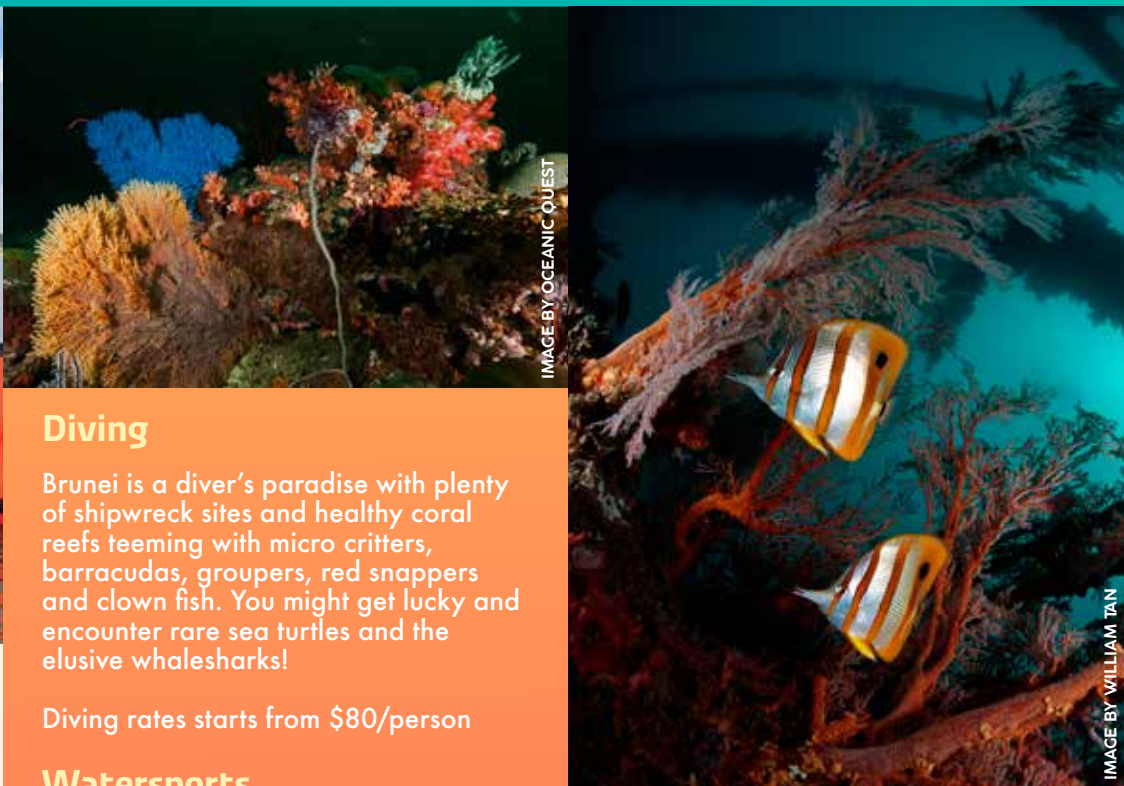 IMAGE BY OCEANIC QUEST
Diving
Brunei is a diver’s paradise with plenty
of shipwreck sites and healthy coral
reefs teeming with micro critters,
barracudas, groupers, red snappers
and clown fish. You might get lucky and
encounter rare sea turtles and the
elusive whalesharks!
Diving rates starts from $80/person
Watersports
IMAGE BY WILLIAM TAN